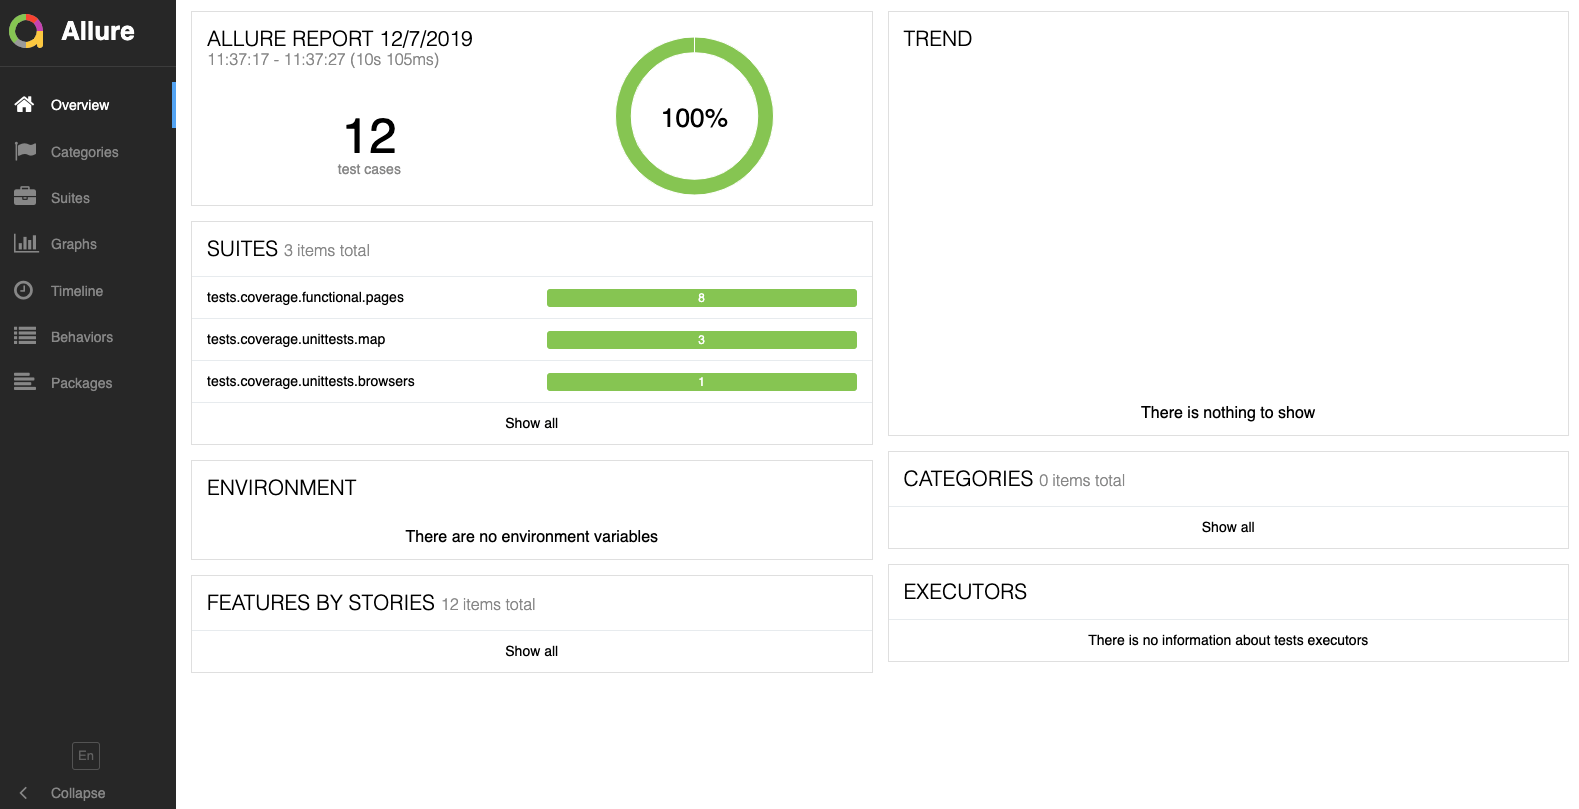 Allure
Overview
Categories
Suites
Graphs
Timeline
Behaviors
Packages
En
Collapse
ALLURE REPORT 12/7/2019
11:37:17 - 11:37:27 (10s 105ms)
12
test cases
100%
SUITES 3 items total
tests.coverage.functional.pages 8
tests.coverage.unittests.map 3
tests.coverage.unittests.browsers 1
Show all
ENVIRONMENT
There are no environment variables
FEATURES BY STORIES 12 items total
Show all
TREND
There is nothing to show
CATEGORIES 0 items total
Show all
EXECUTORS
There is no information about tests executors